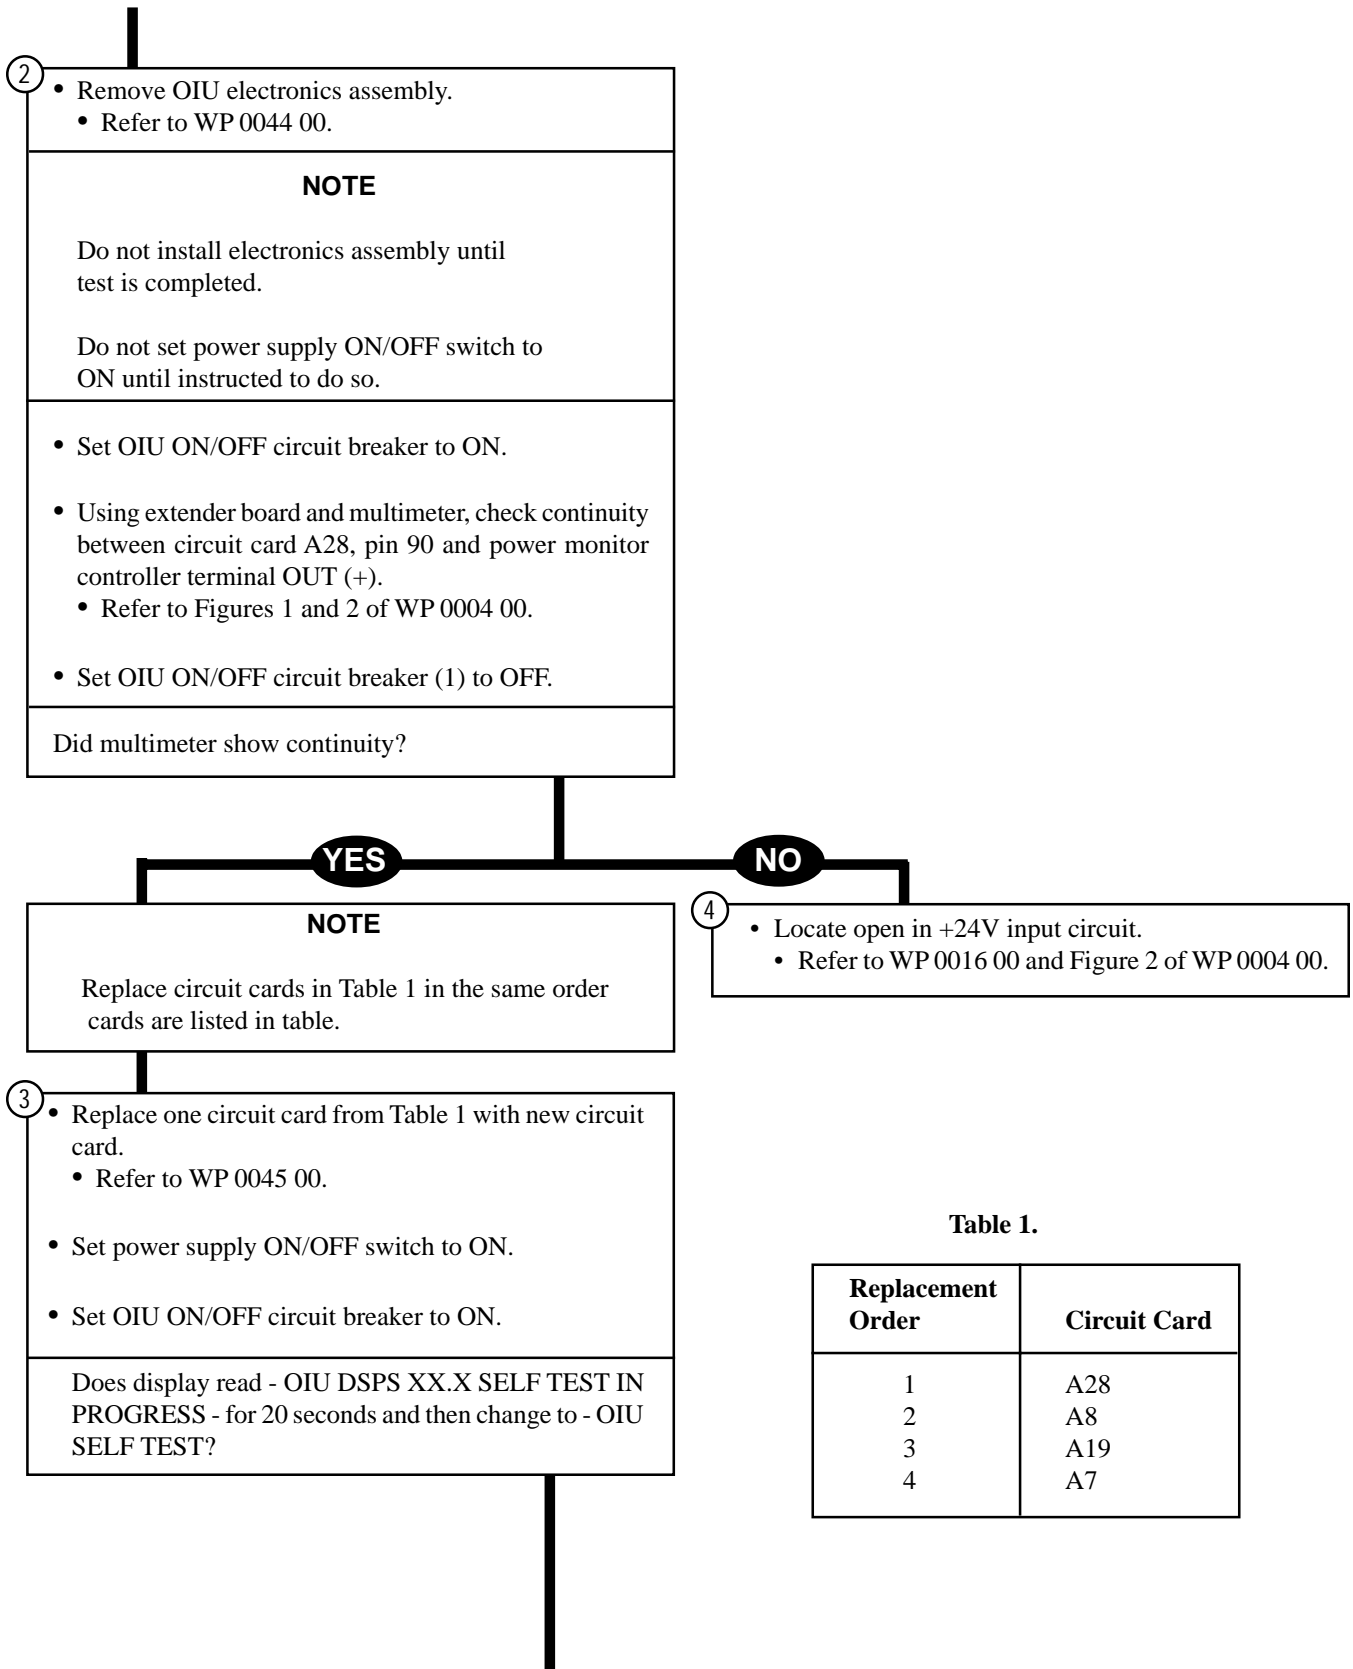 2
• Remove OIU electronics assembly.
• Refer to WP 0044 00.
NOTE
Do not install electronics assembly until
test is completed.
Do not set power supply ON/OFF switch to
ON until instructed to do so.
• Set OIU ON/OFF circuit breaker to ON.
• Using extender board and multimeter, check continuity
between circuit card A28, pin 90 and power monitor
controller terminal OUT (+).
• Refer to Figures 1 and 2 of WP 0004 00.
• Set OIU ON/OFF circuit breaker (1) to OFF.
Did multimeter show continuity?
YES
NO
NOTE
Replace circuit cards in Table 1 in the same order
cards are listed in table.
4
• Locate open in +24V input circuit.
• Refer to WP 0016 00 and Figure 2 of WP 0004 00.
3
• Replace one circuit card from Table 1 with new circuit
card.
• Refer to WP 0045 00.
• Set power supply ON/OFF switch to ON.
• Set OIU ON/OFF circuit breaker to ON.
Does display read - OIU DSPS XX.X SELF TEST IN
PROGRESS - for 20 seconds and then change to - OIU
SELF TEST?
Table 1.
Replacement
Order Circuit Card
1 A28
2 A8
3 A19
4 A7